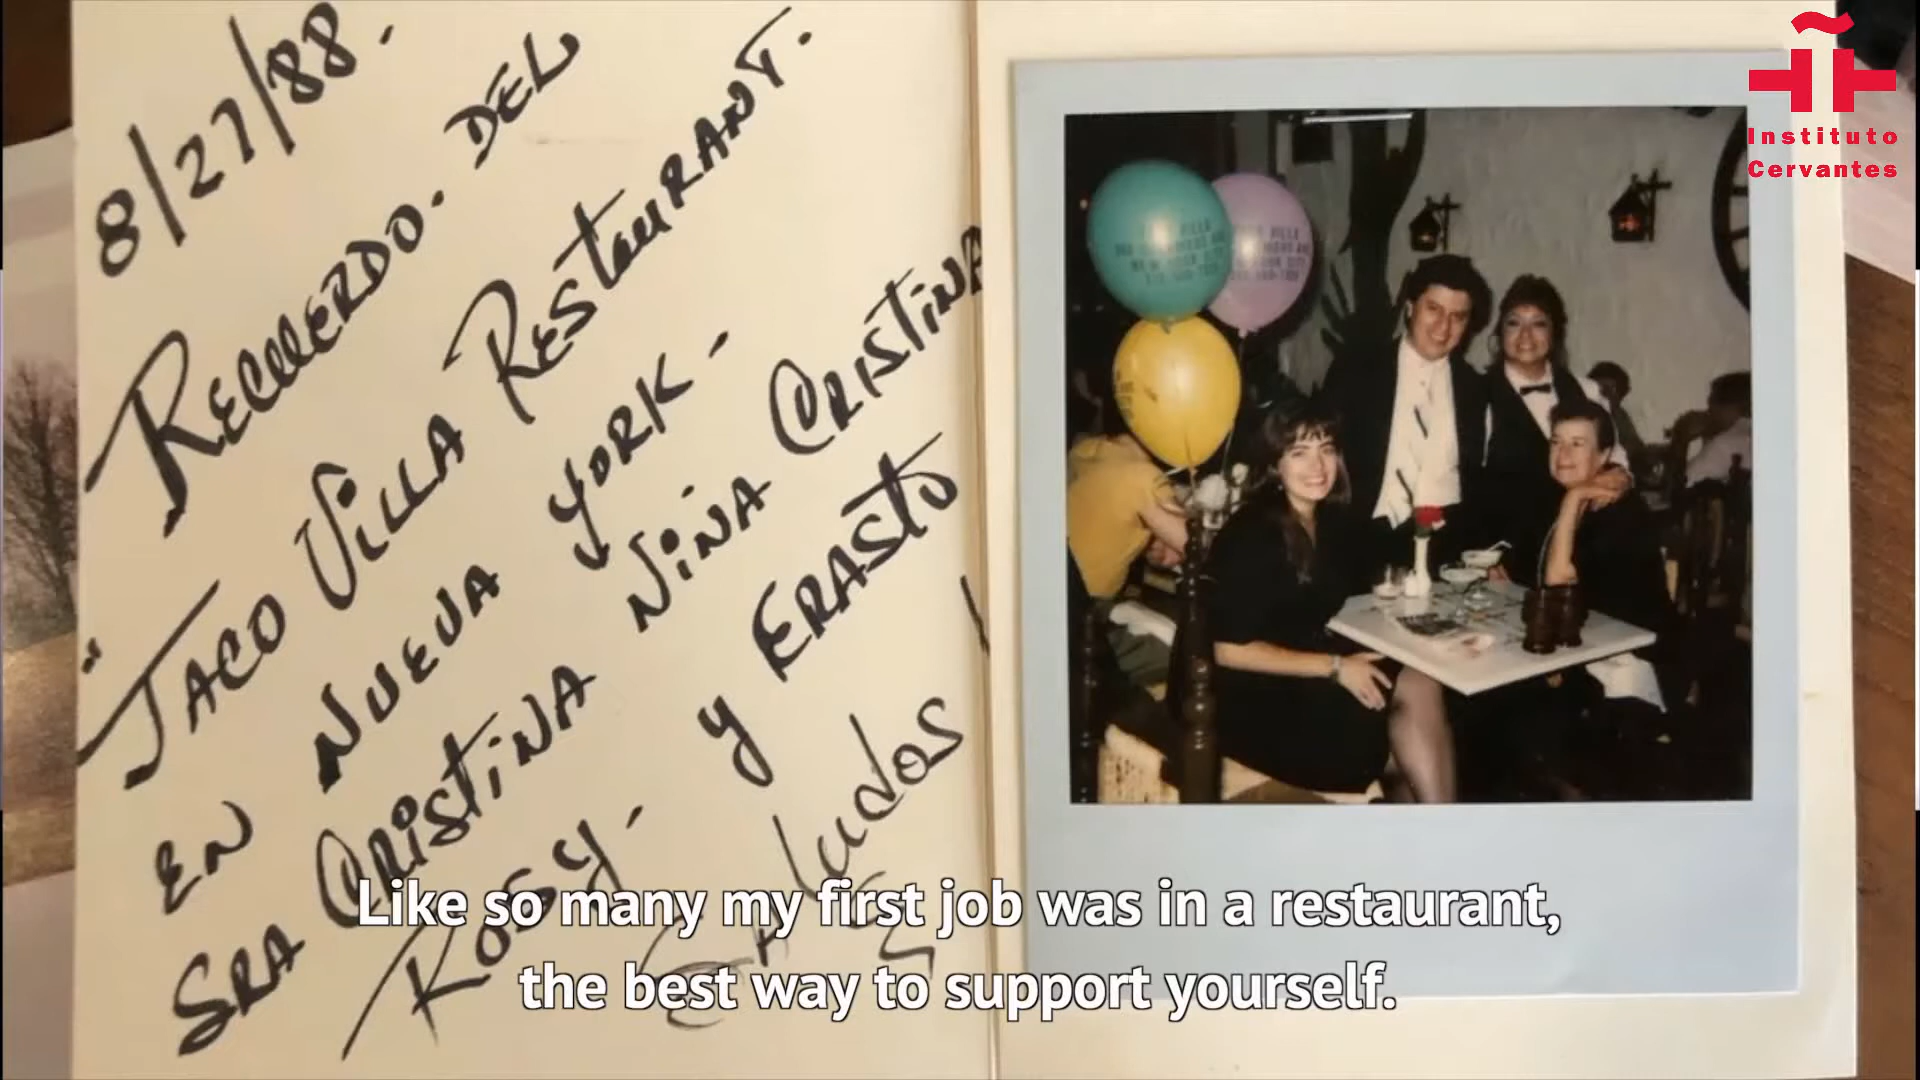 8/27/88.
RECUERDO. DEL
"TACO VILLA RESTAURANT.
EN NUEVA YORK-
SRA CRISTINA NINA CRISTINA
ROSY- y ERASTO
Instituto
Cervantes
Like so many my first job was in a restaurant,
the best way to support yourself.